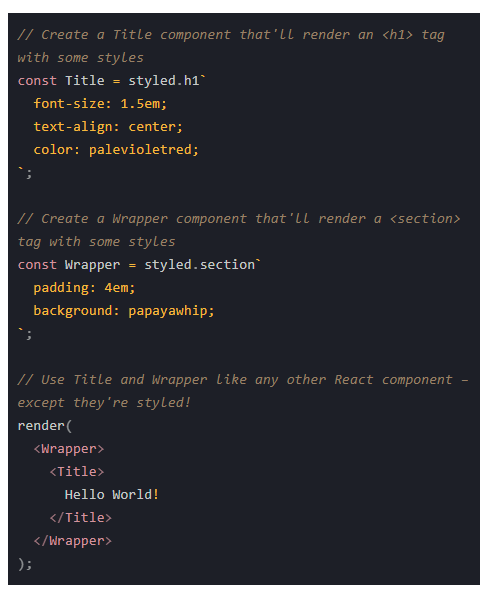 // Create a Title component that'll render an <h1> tag
with some styles
const Title = styled.h1`
  font-size: 1.5em;
  text-align: center;
  color: palevioletred;
`;

// Create a Wrapper component that'll render a <section>
tag with some styles
const Wrapper = styled.section`
  padding: 4em;
  background: papayawhip;
`;

// Use Title and Wrapper like any other React component –
except they're styled!
render(
  <Wrapper>
    <Title>
      Hello World!
    </Title>
  </Wrapper>
);